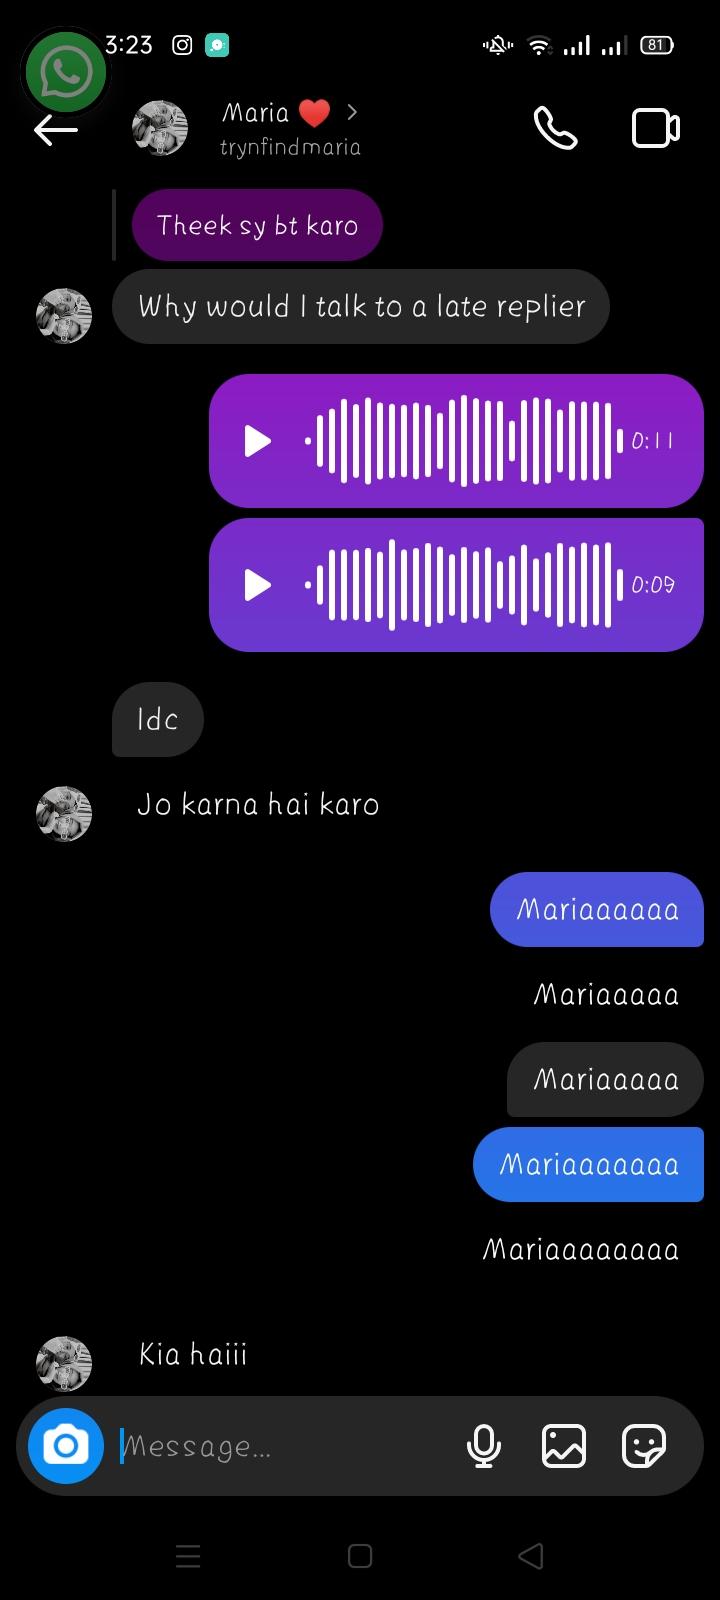 3:23
81
Maria ❤️ >
trynfindmaria
Theek sy bt karo
Why would I talk to a late replier
0:11
0:09
Idc
Jo karna hai karo
Mariaaaaaa
Mariaaaaa
Mariaaaaa
Mariaaaaaaa
Mariaaaaaaaa
Kia haiii
Message...